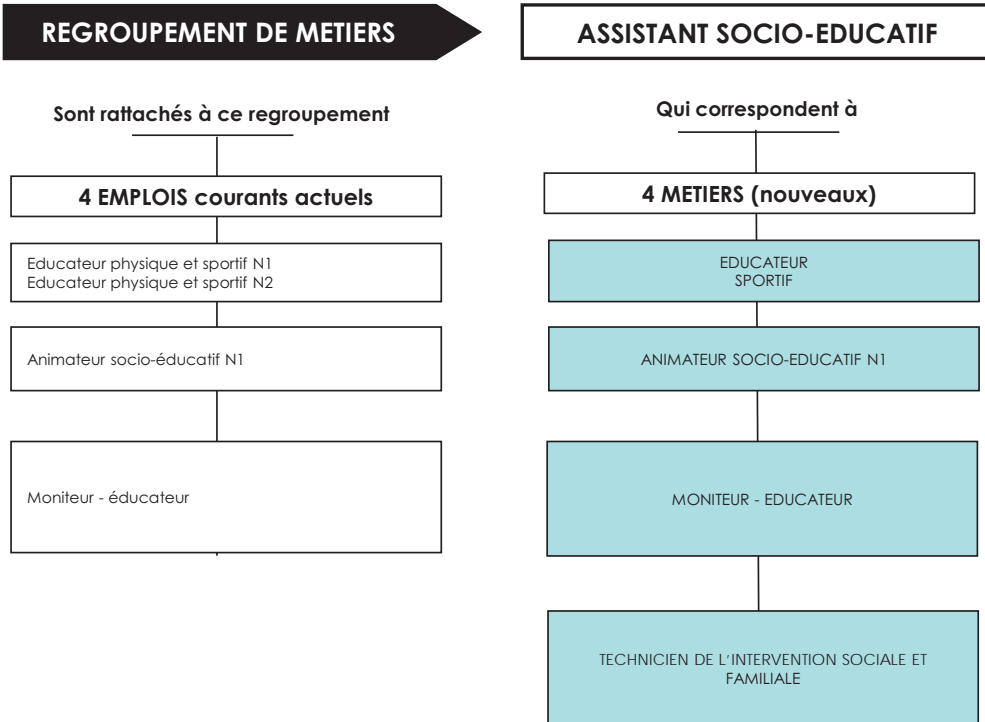 REGROUPEMENT DE METIERS
ASSISTANT SOCIO-EDUCATIF
Sont rattachés à ce regroupement
4 EMPLOIS courants actuels
Educateur physique et sportif N1
Educateur physique et sportif N2
Animateur socio-éducatif N1
Moniteur - éducateur
Qui correspondent à
4 METIERS (nouveaux)
EDUCATEUR
SPORTIF
ANIMATEUR SOCIO-EDUCATIF N1
MONITEUR - EDUCATEUR
TECHNICIEN DE L'INTERVENTION SOCIALE ET
FAMILIALE